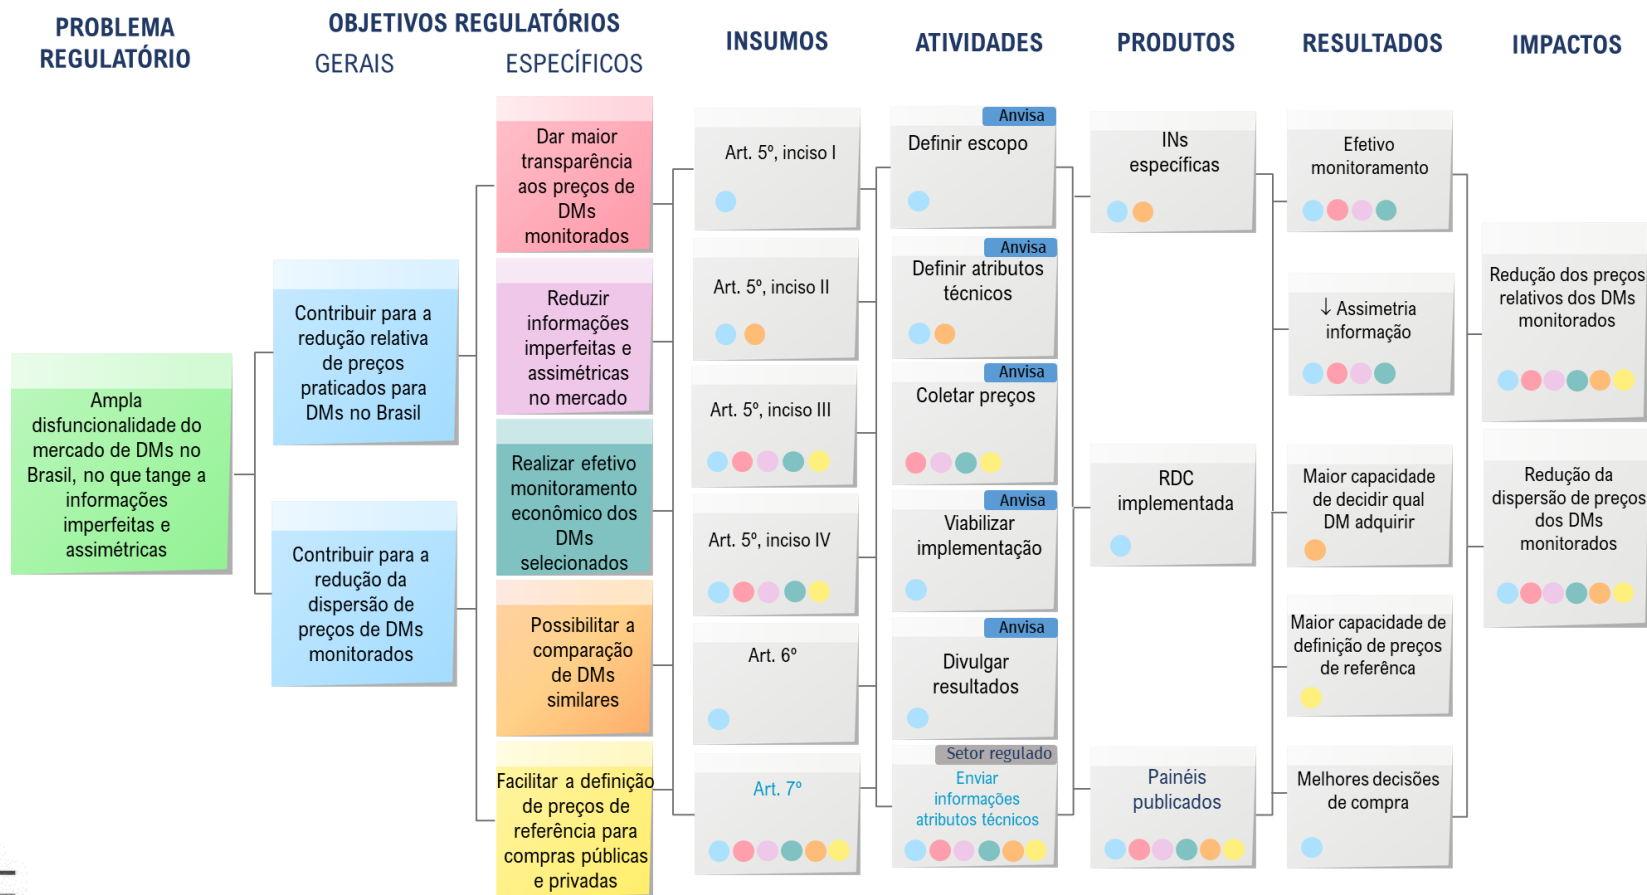 PROBLEMA
REGULATÓRIO
OBJETIVOS REGULATÓRIOS
GERAIS
ESPECÍFICOS
INSUMOS
ATIVIDADES
PRODUTOS
RESULTADOS
IMPACTOS
Ampla
disfuncionalidade do
mercado de DMs no
Brasil, no que tange a
informações
imperfeitas e
assimétricas
Contribuir para a
redução relativa
de preços
praticados para
DMs no Brasil
Contribuir para a
redução da
dispersão de
preços de DMs
monitorados
Dar maior
transparência
aos preços de
DMs
monitorados
Reduzir
informações
imperfeitas e
assimétricas
no mercado
Realizar efetivo
monitoramento
econômico dos
DMs
selecionados
Possibilitar a
comparação
de DMs
similares
Facilitar a definição
de preços de
referência para
compras públicas
e privadas
Art. 5º, inciso I
Art. 5º, inciso II
Art. 5º, inciso III
Art. 5º, inciso IV
Art. 6º
Art. 7º
Anvisa
Definir escopo
Anvisa
Definir atributos
técnicos
Anvisa
Coletar preços
Anvisa
Viabilizar
implementação
Anvisa
Divulgar
resultados
Setor regulado
Enviar
informações
atributos técnicos
INs
específicas
RDC
implementada
Painéis
publicados
Efetivo
monitoramento
↓ Assimetria
informação
Maior capacidade
de decidir qual
DM adquirir
Maior capacidade de
definição de preços
de referênca
Melhores decisões
de compra
Redução dos preços
relativos dos DMs
monitorados
Redução da
dispersão de preços
dos DMs
monitorados